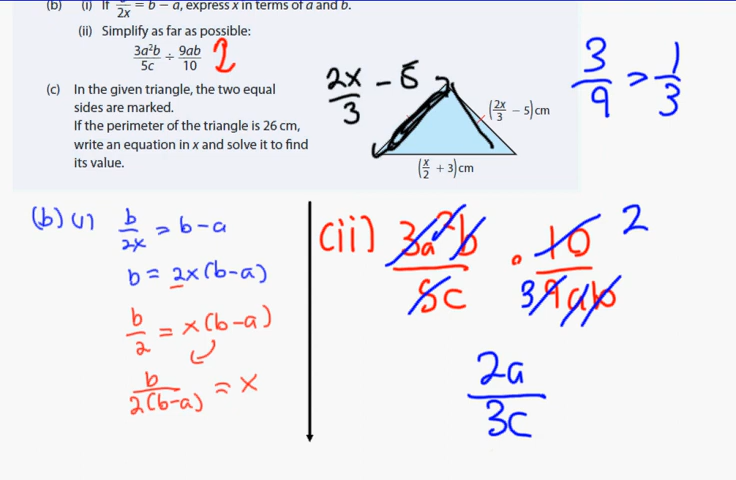 (b) (i) If b/2x = b − a, express x in terms of a and b.
(ii) Simplify as far as possible:
3a²b/5c ÷ 9ab/10
(c) In the given triangle, the two equal
sides are marked.
If the perimeter of the triangle is 26 cm,
write an equation in x and solve it to find
its value.
2x/3 − 5
(2x/3 − 5)cm
(x/2 + 3)cm
3/9 = 1/3
(b) (i) b/2x = b-a
b = 2x(b-a)
b/2 = x(b-a)
b/2(b-a) = x
(ii) 3a²b/5c · 10/9ab 2 3
2a/3c